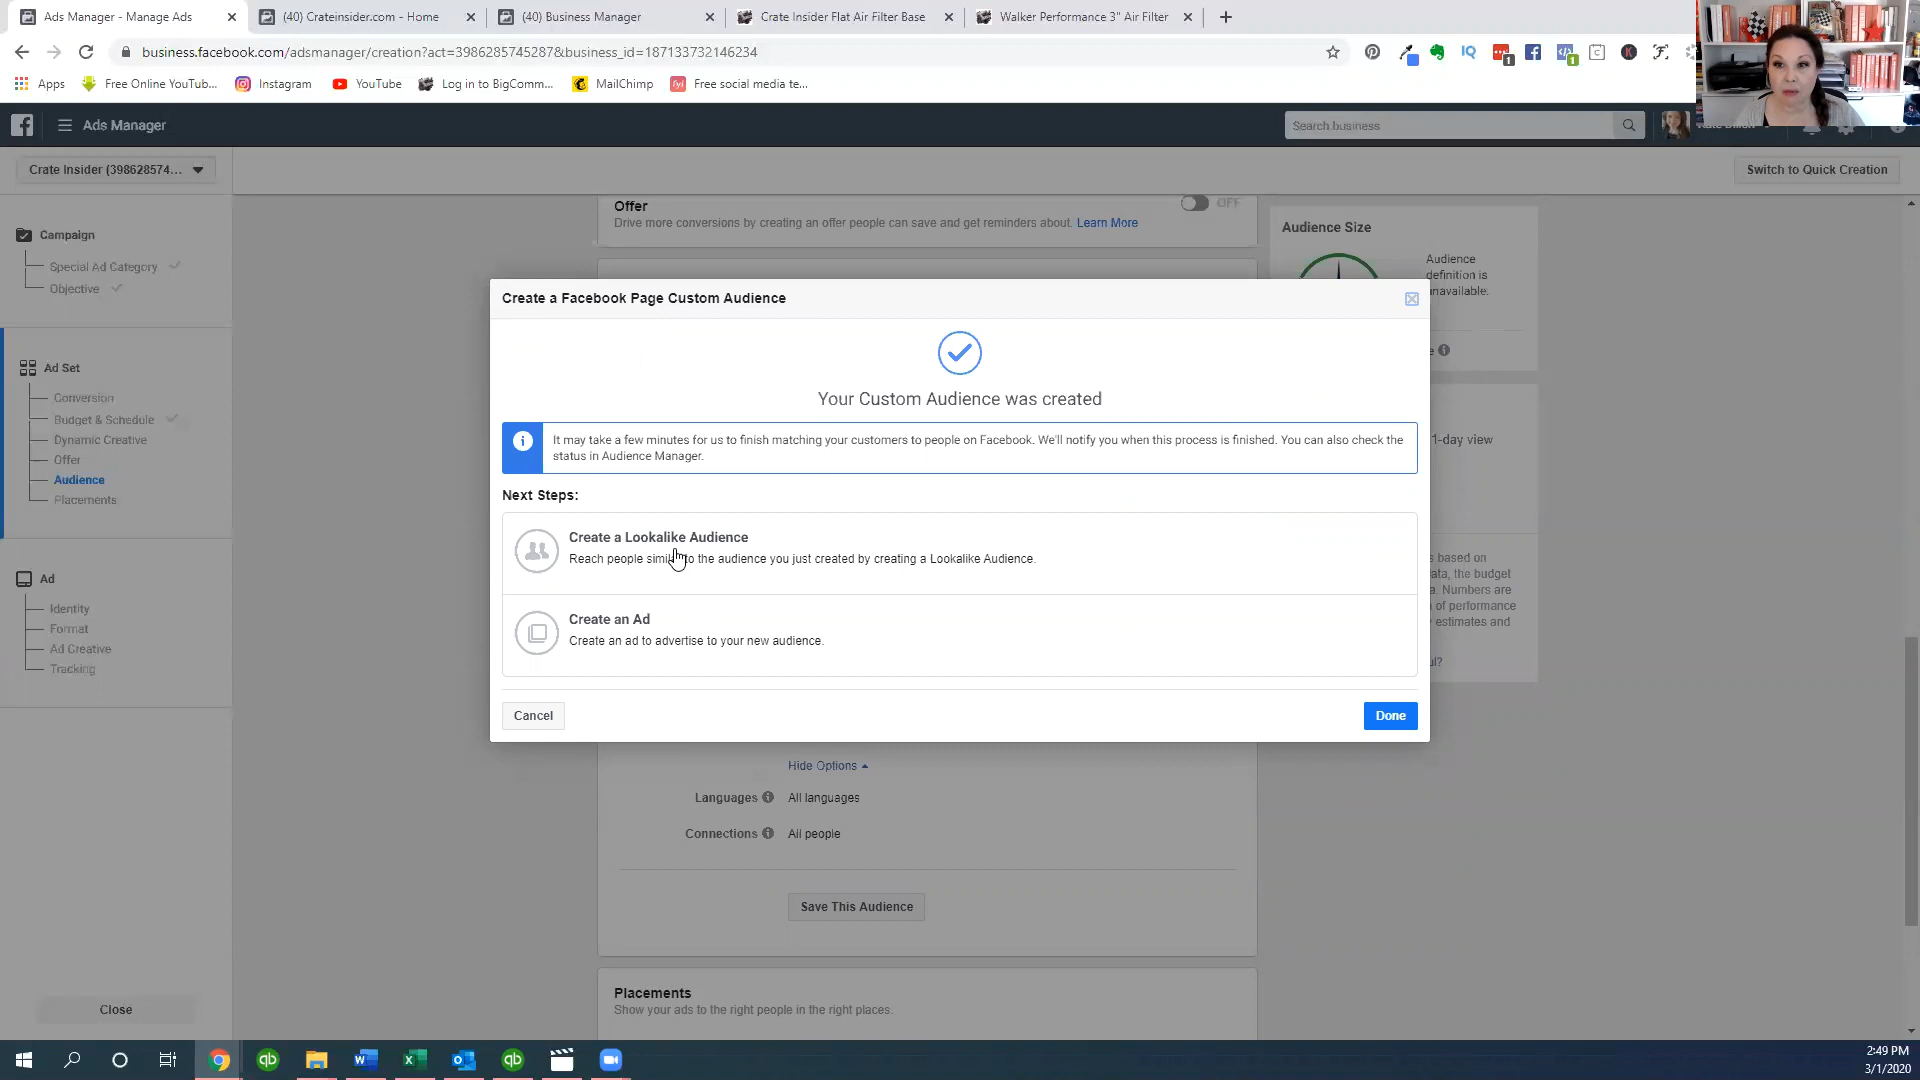 Ads Manager - Manage Ads
(40) Crateinsider.com - Home
(40) Business Manager
Crate Insider Flat Air Filter Base
Walker Performance 3" Air Filter
business.facebook.com/adsmanager/creation?act=3986285745287&business_id=187133732146234
Apps
Free Online YouTub...
Instagram
YouTube
Log in to BigComm...
MailChimp
Free social media te...
Ads Manager
Search business
Crate Insider (398628574...
Switch to Quick Creation
Campaign
Special Ad Category
Objective
Ad Set
Conversion
Budget & Schedule
Dynamic Creative
Offer
Audience
Placements
Ad
Identity
Format
Ad Creative
Tracking
Close
Offer
OFF
Drive more conversions by creating an offer people can save and get reminders about. Learn More
Audience Size
Audience
definition is
unavailable.
Create a Facebook Page Custom Audience
Your Custom Audience was created
It may take a few minutes for us to finish matching your customers to people on Facebook. We'll notify you when this process is finished. You can also check the
status in Audience Manager.
Next Steps:
Create a Lookalike Audience
Reach people similar to the audience you just created by creating a Lookalike Audience.
Create an Ad
Create an ad to advertise to your new audience.
Cancel
Done
1-day view
s based on
ata, the budget
a. Numbers are
n of performance
y estimates and
ul?
Hide Options
Languages
All languages
Connections
All people
Save This Audience
Placements
Show your ads to the right people in the right places.
2:49 PM
3/1/2020